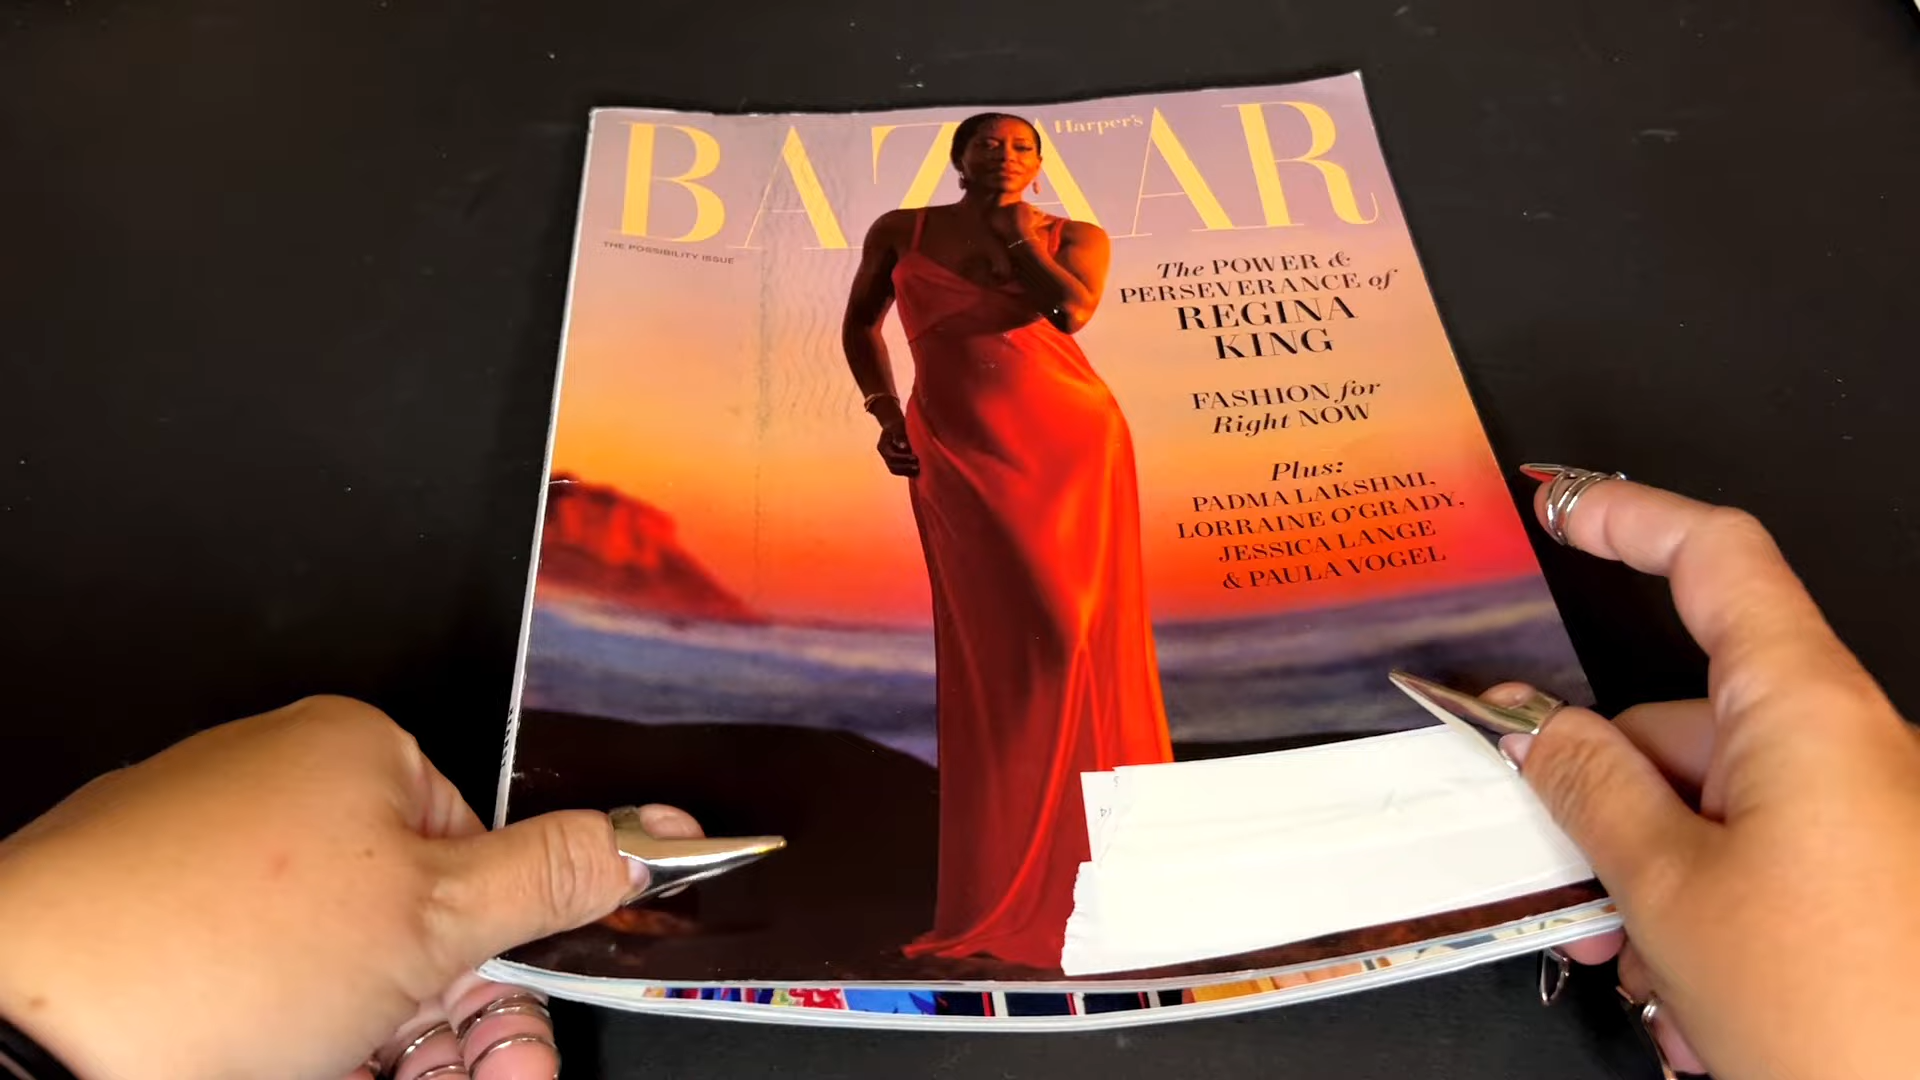 Harper's
BAZAAR
THE POSSIBILITY ISSUE
The POWER &
PERSEVERANCE of
REGINA
KING
FASHION for
Right NOW
Plus:
PADMA LAKSHMI,
LORRAINE O'GRADY,
JESSICA LANGE
& PAULA VOGEL